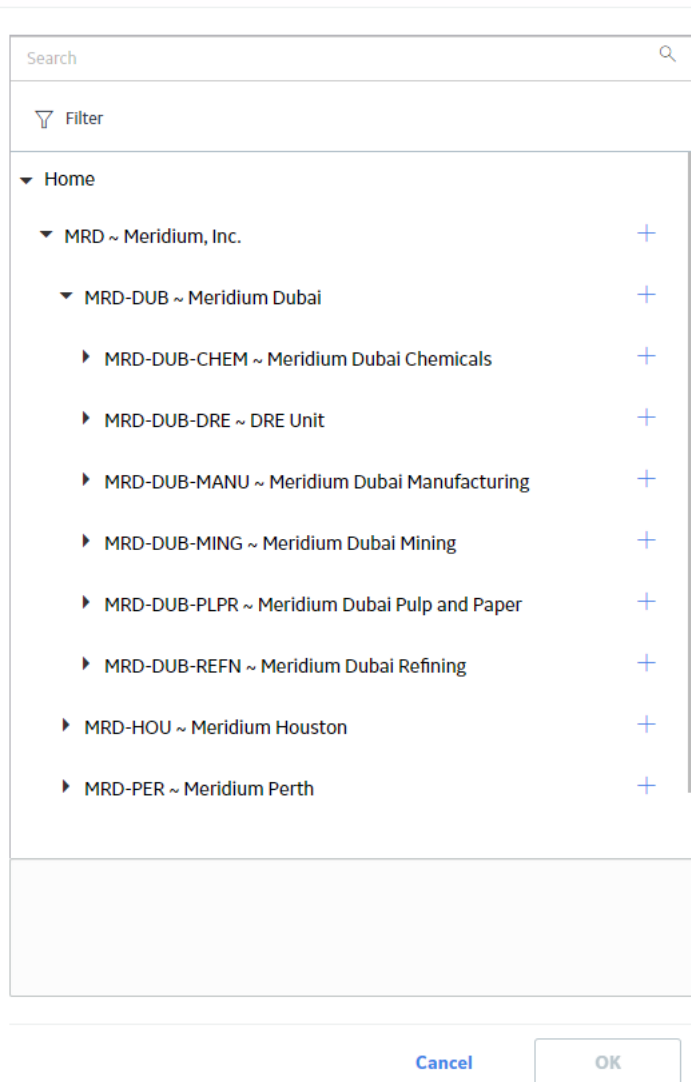 Search
Filter
Home
MRD ~ Meridium, Inc.
MRD-DUB ~ Meridium Dubai
MRD-DUB-CHEM ~ Meridium Dubai Chemicals
MRD-DUB-DRE ~ DRE Unit
MRD-DUB-MANU ~ Meridium Dubai Manufacturing
MRD-DUB-MING ~ Meridium Dubai Mining
MRD-DUB-PLPR ~ Meridium Dubai Pulp and Paper
MRD-DUB-REFN ~ Meridium Dubai Refining
MRD-HOU ~ Meridium Houston
MRD-PER ~ Meridium Perth
Cancel OK